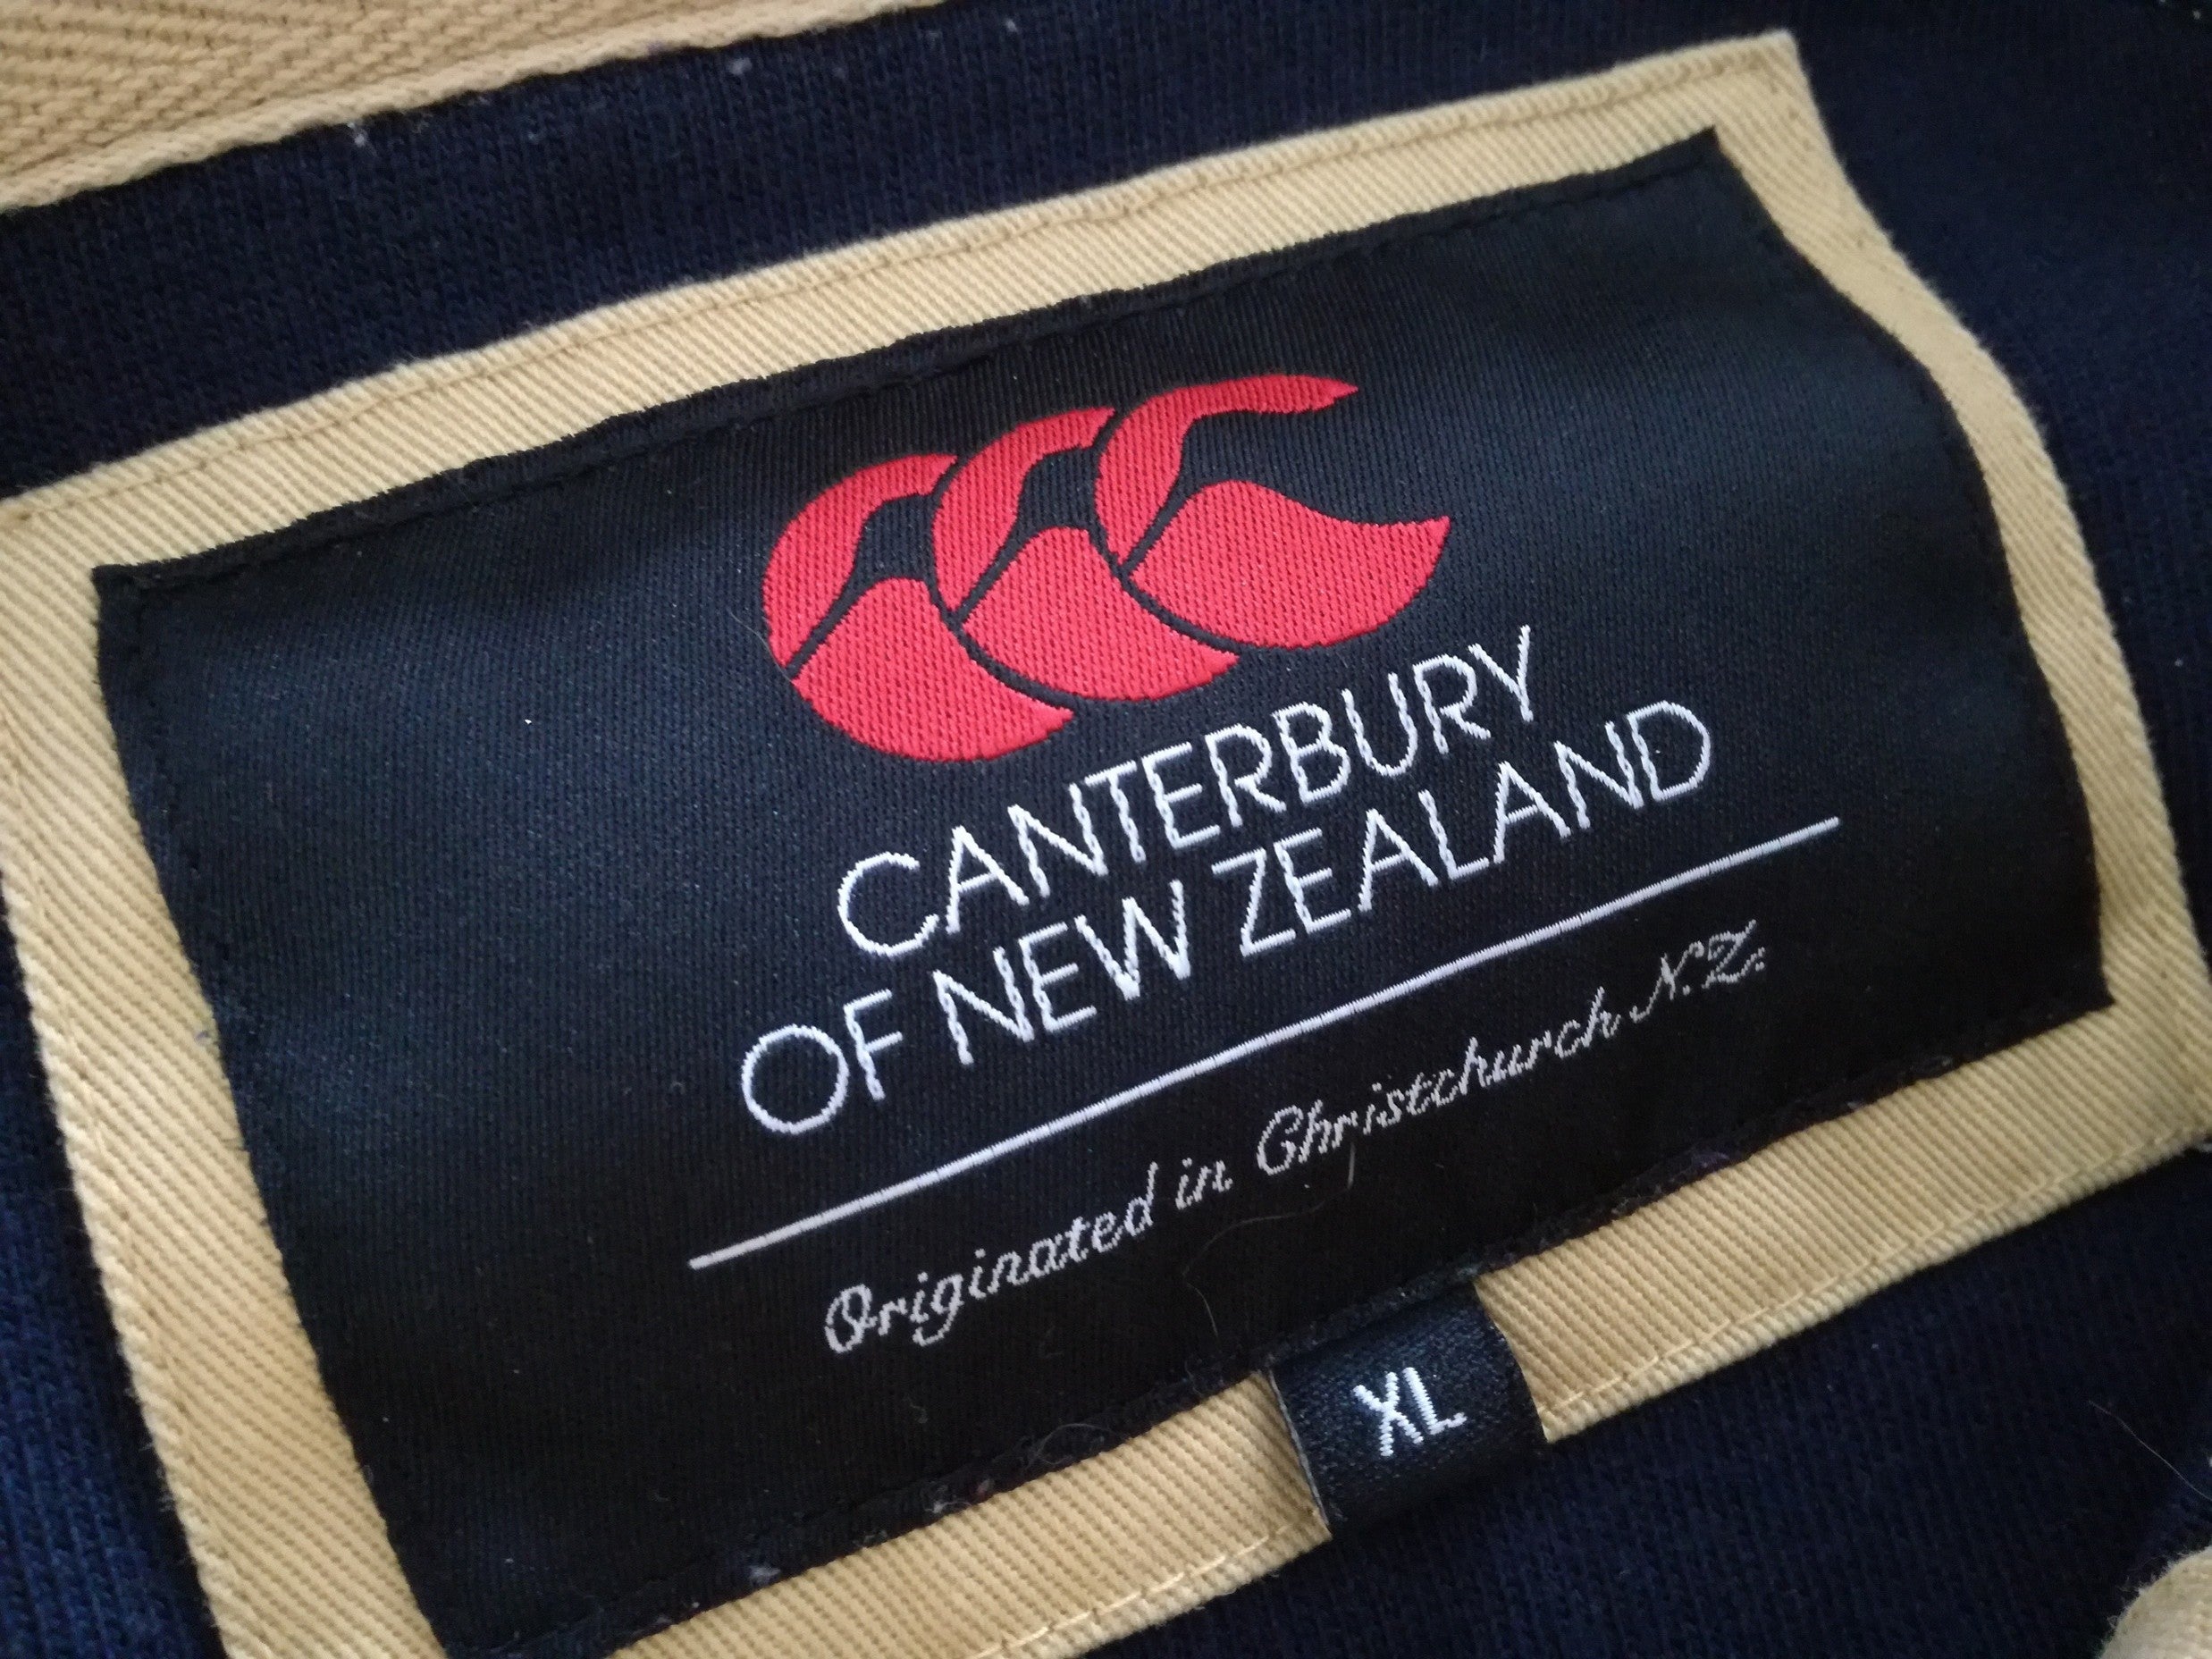 CANTERBURY
OF NEW ZEALAND
Originated in Christchurch N.Z.
XL